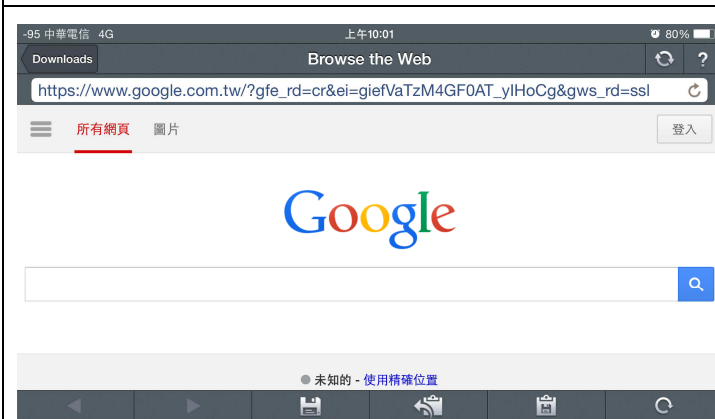 -95 中華電信 4G 上午10:01 80%
Downloads Browse the Web ?
https://www.google.com.tw/?gfe_rd=cr&ei=giefVaTzM4GF0AT_yIHoCg&gws_rd=ssl
所有網頁 圖片 登入
Google
未知的 - 使用精確位置